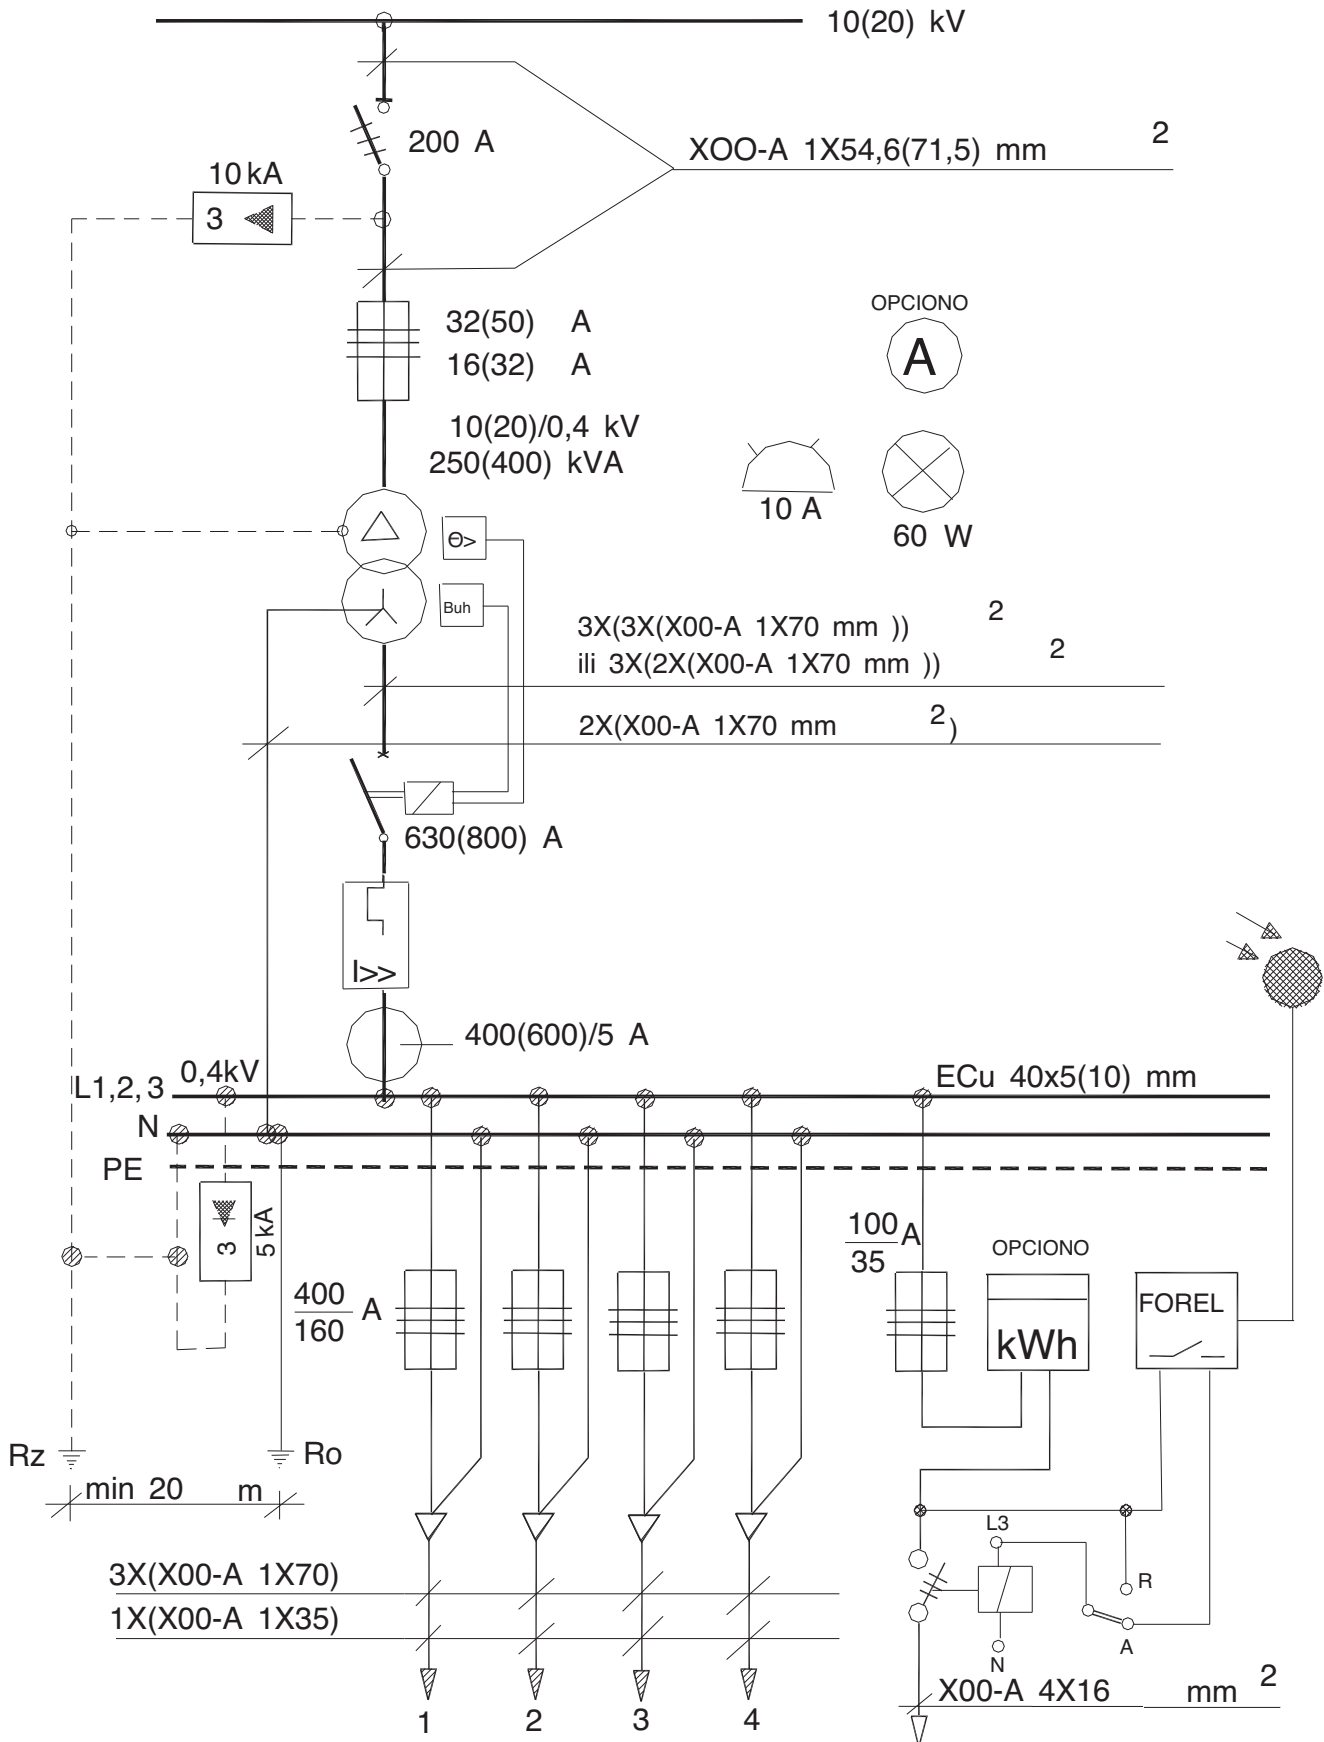 10(20) kV
200 A
XOO-A 1X54,6(71,5) mm 2
10 kA
3
OPCIONO
A
32(50) A
16(32) A
10(20)/0,4 kV
250(400) kVA
10 A
60 W
Θ>
Buh
3X(3X(X00-A 1X70 mm )) 2
ili 3X(2X(X00-A 1X70 mm )) 2
2X(X00-A 1X70 mm 2)
630(800) A
I>>
400(600)/5 A
0,4kV
L1,2,3
ECu 40x5(10) mm
N
PE
3
5 kA
400
160 A
100
35 A
OPCIONO
kWh
FOREL
Rz
Ro
min 20 m
L3
R
A
N
3X(X00-A 1X70)
1X(X00-A 1X35)
X00-A 4X16 mm 2
1
2
3
4